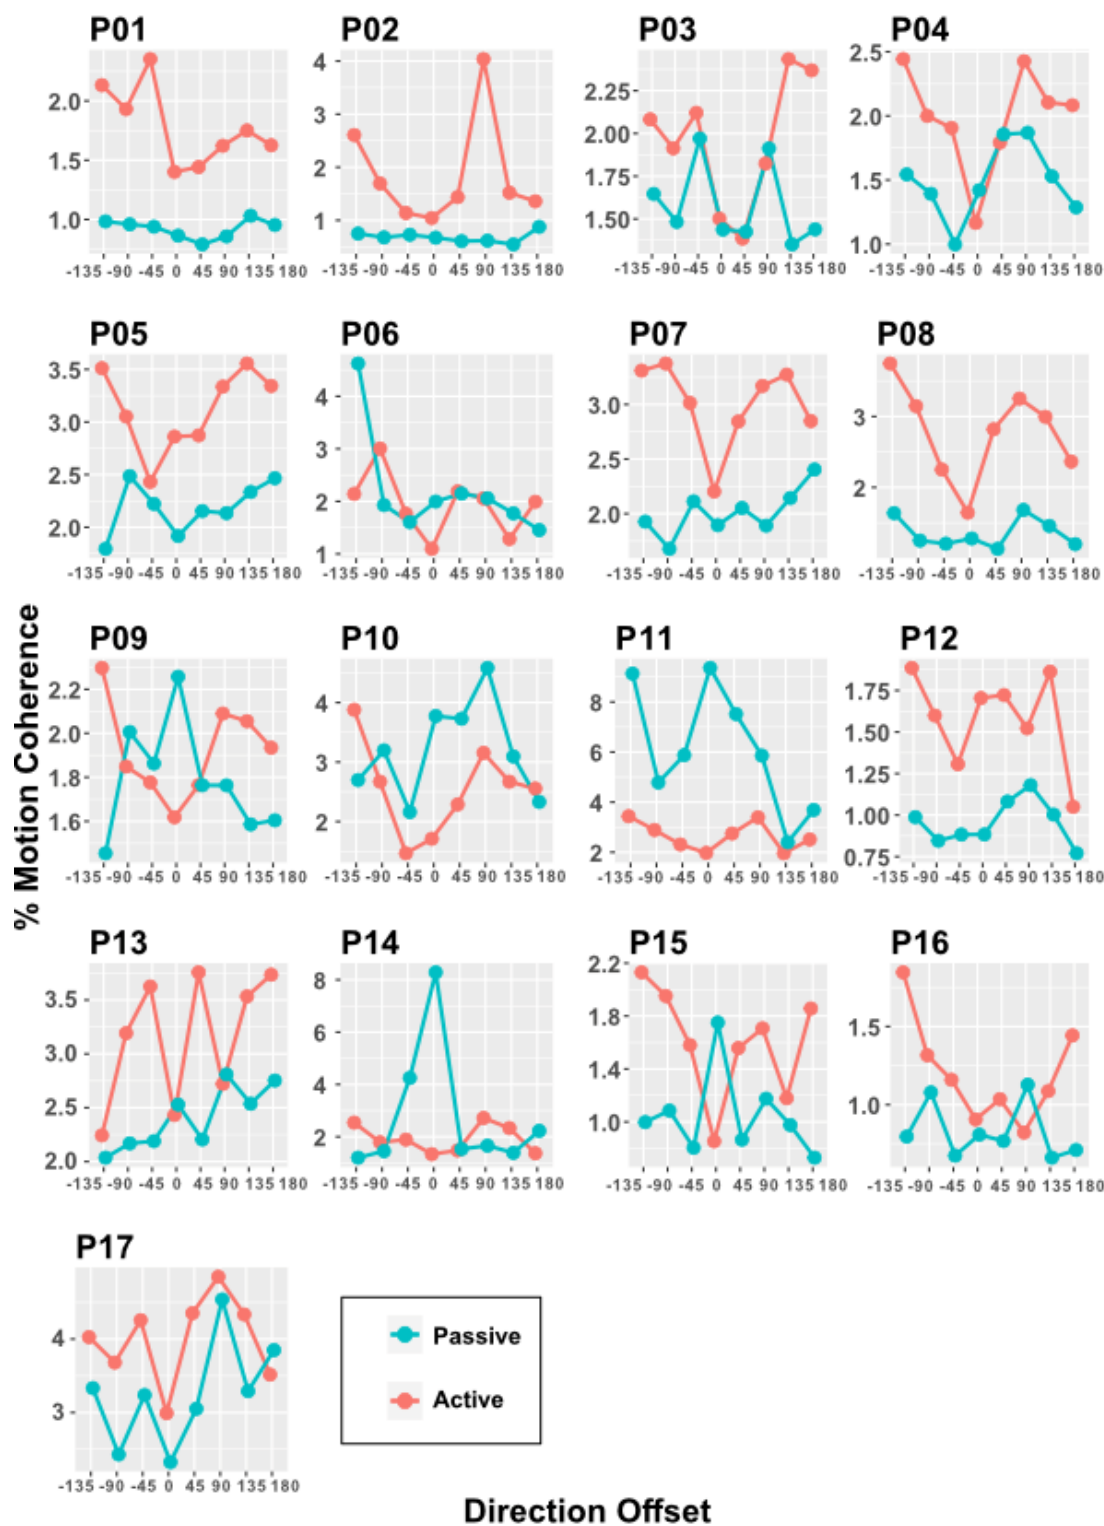 P01 P02 P03 P04
2.0 4 2.25 2.5
1.5 3 2.00 2.0
1.0 2 1.75 1.5
1 1.50 1.0
-135 -90 -45 0 45 90 135 180 -135 -90 -45 0 45 90 135 180 -135 -90 -45 0 45 90 135 180 -135 -90 -45 0 45 90 135 180
P05 P06 P07 P08
3.5 4 3.0 3
3.0 3 2.5 2
2.5 2 2.0
2.0 1
-135 -90 -45 0 45 90 135 180 -135 -90 -45 0 45 90 135 180 -135 -90 -45 0 45 90 135 180 -135 -90 -45 0 45 90 135 180
% Motion Coherence
P09 P10 P11 P12
2.2 4 8 1.75
2.0 3 6 1.50
1.8 2 4 1.25
1.6 2 1.00
0.75
-135 -90 -45 0 45 90 135 180 -135 -90 -45 0 45 90 135 180 -135 -90 -45 0 45 90 135 180 -135 -90 -45 0 45 90 135 180
P13 P14 P15 P16
3.5 8 2.2 1.5
3.0 6 1.8 1.0
2.5 4 1.4
2.0 2 1.0
-135 -90 -45 0 45 90 135 180 -135 -90 -45 0 45 90 135 180 -135 -90 -45 0 45 90 135 180 -135 -90 -45 0 45 90 135 180
P17
4
3
-135 -90 -45 0 45 90 135 180
Passive
Active
Direction Offset